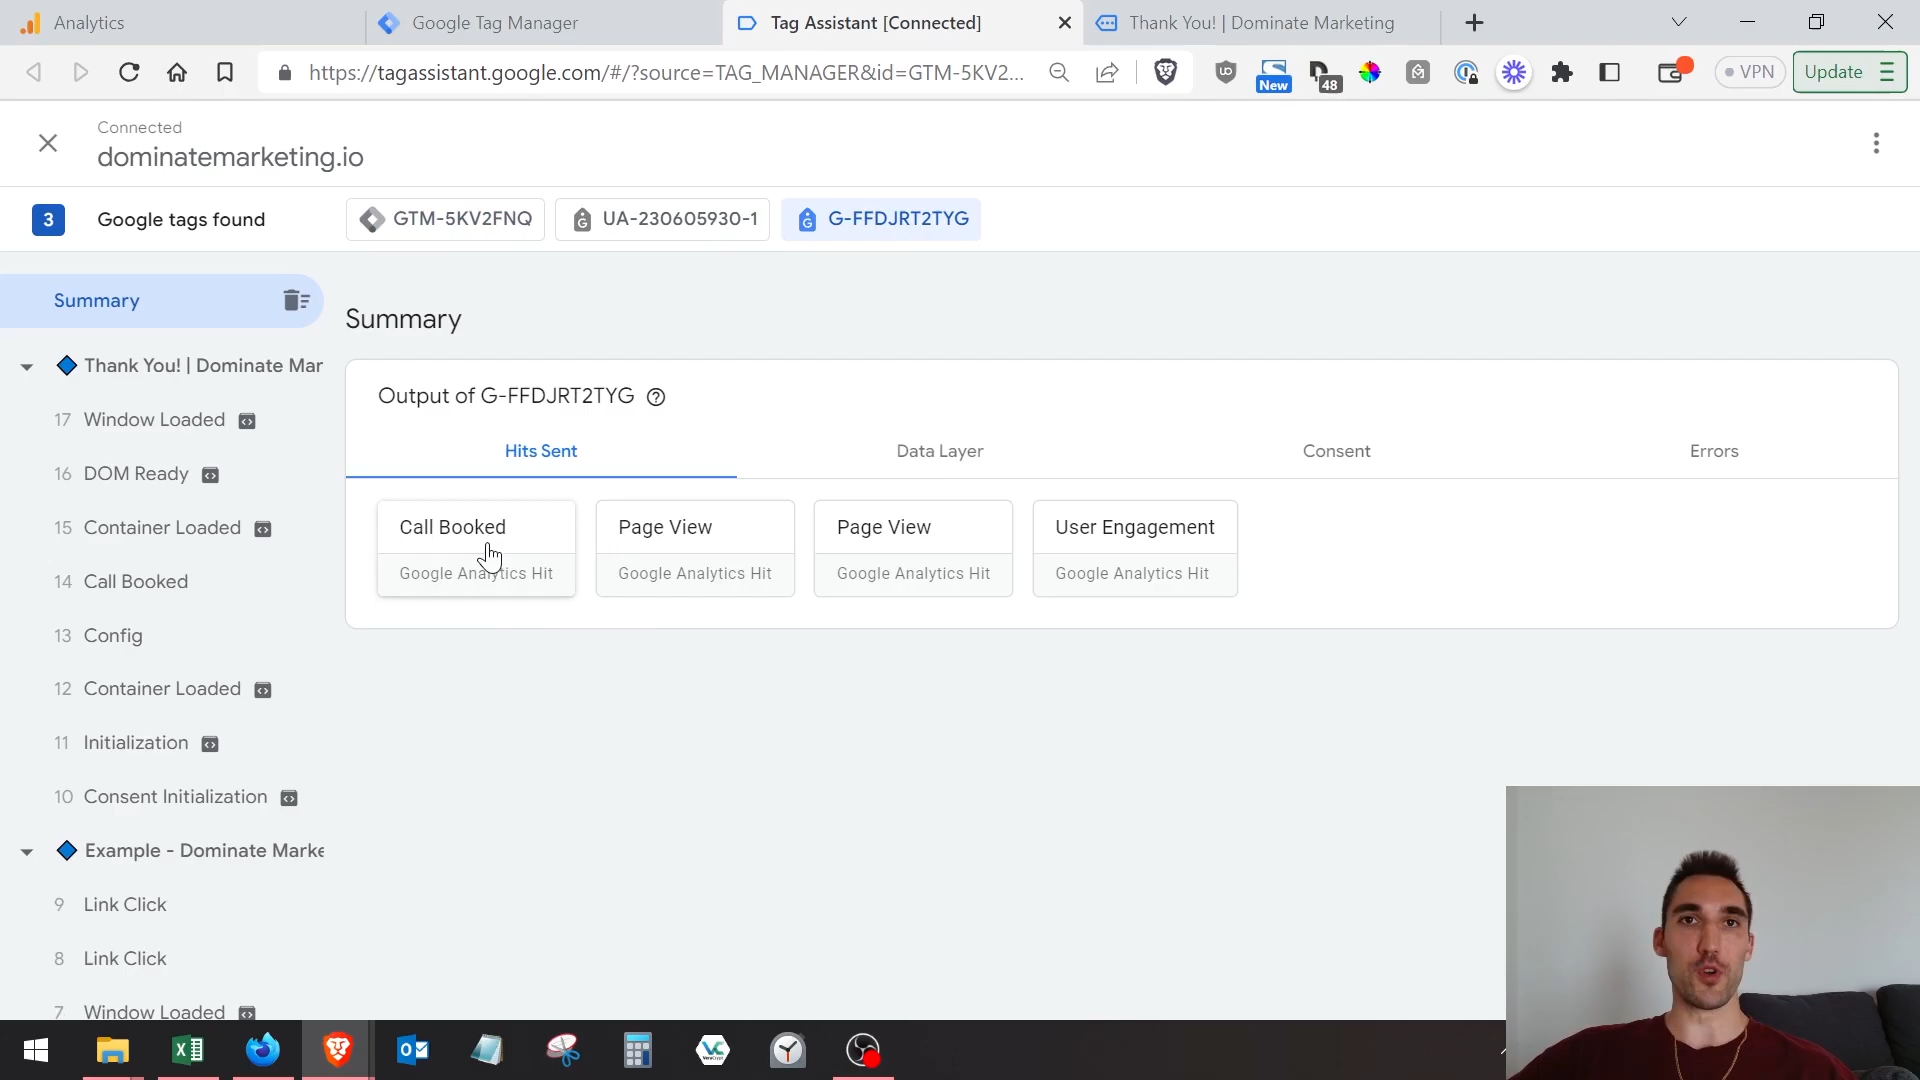 Analytics
Google Tag Manager
Tag Assistant [Connected]
Thank You! | Dominate Marketing
https://tagassistant.google.com/#/?source=TAG_MANAGER&id=GTM-5KV2...
New
48
VPN
Update
Connected
dominatemarketing.io
3
Google tags found
GTM-5KV2FNQ
UA-230605930-1
G-FFDJRT2TYG
Summary
Thank You! | Dominate Mar
17 Window Loaded
16 DOM Ready
15 Container Loaded
14 Call Booked
13 Config
12 Container Loaded
11 Initialization
10 Consent Initialization
Example - Dominate Marke
9 Link Click
8 Link Click
7 Window Loaded
Summary
Output of G-FFDJRT2TYG
Hits Sent
Data Layer
Consent
Errors
Call Booked
Google Analytics Hit
Page View
Google Analytics Hit
Page View
Google Analytics Hit
User Engagement
Google Analytics Hit